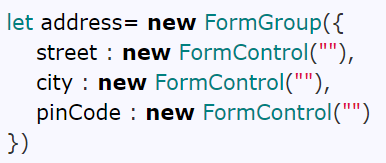 let address= new FormGroup({
    street : new FormControl(""),
    city : new FormControl(""),
    pinCode : new FormControl("")
})